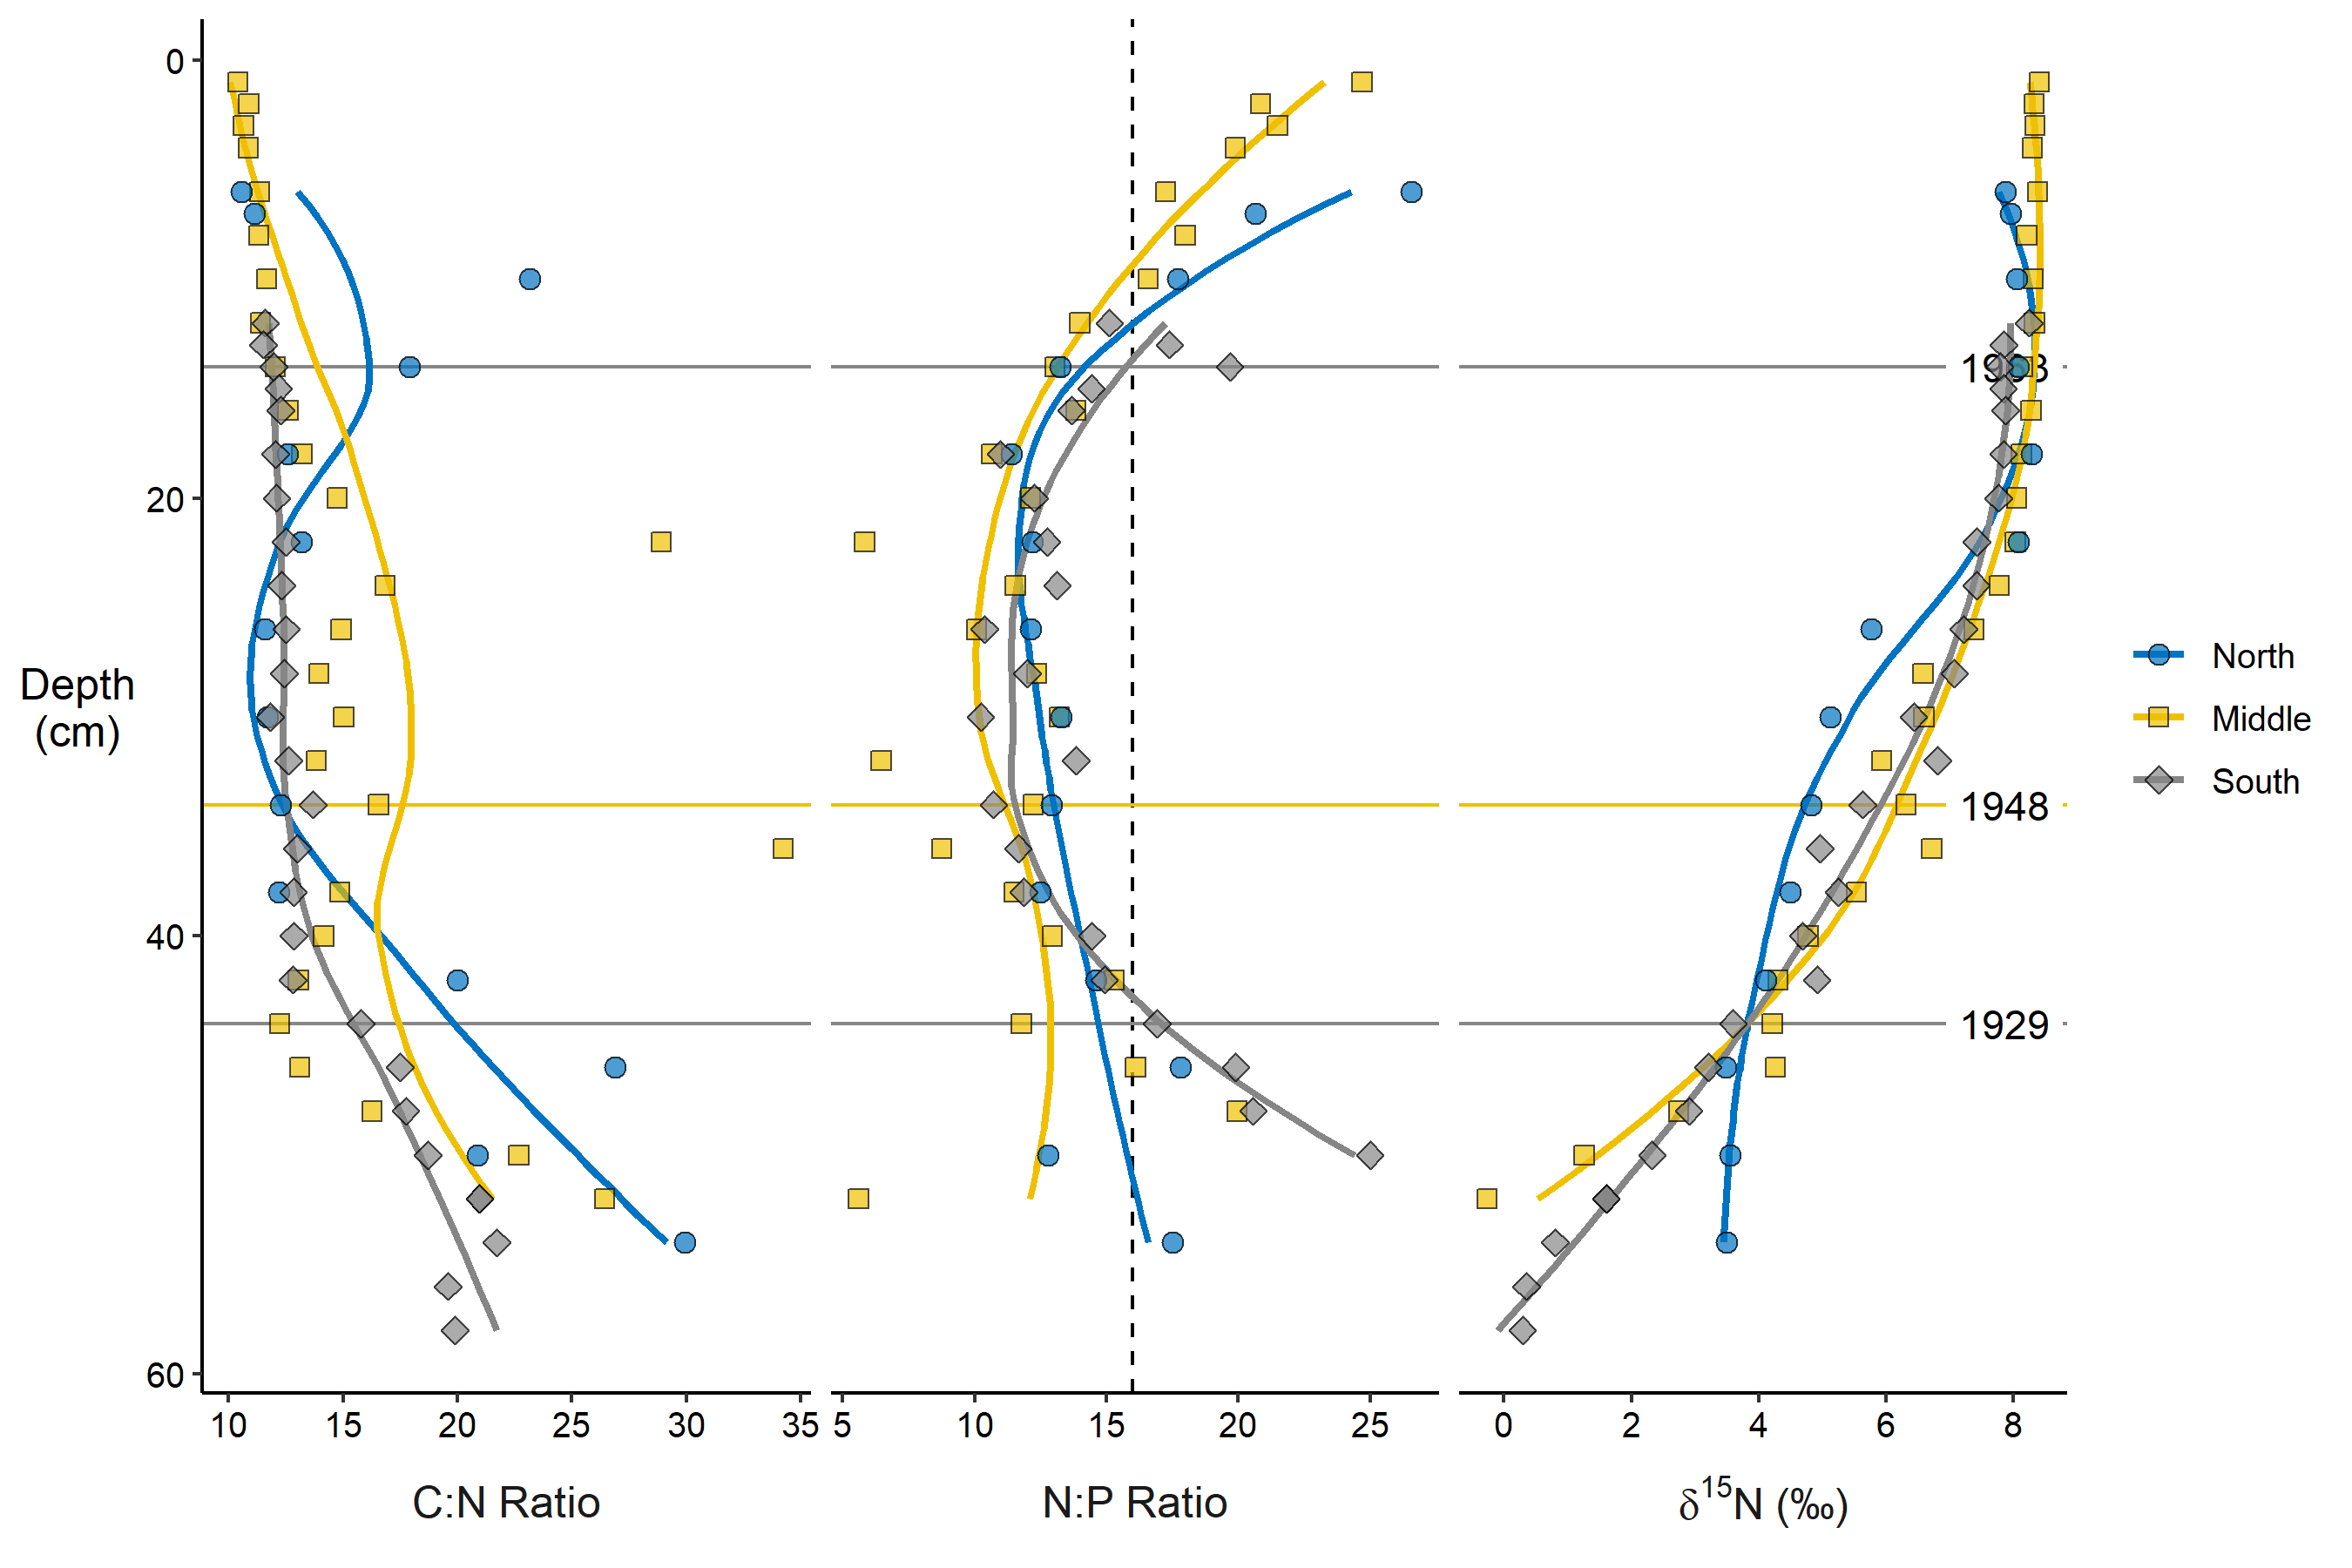 0
20
40
60
Depth
(cm)
1948
1929
North
Middle
South
10 15 20 25 30 35
5 10 15 20 25
0 2 4 6 8
C:N Ratio
N:P Ratio
δ¹⁵N (‰)